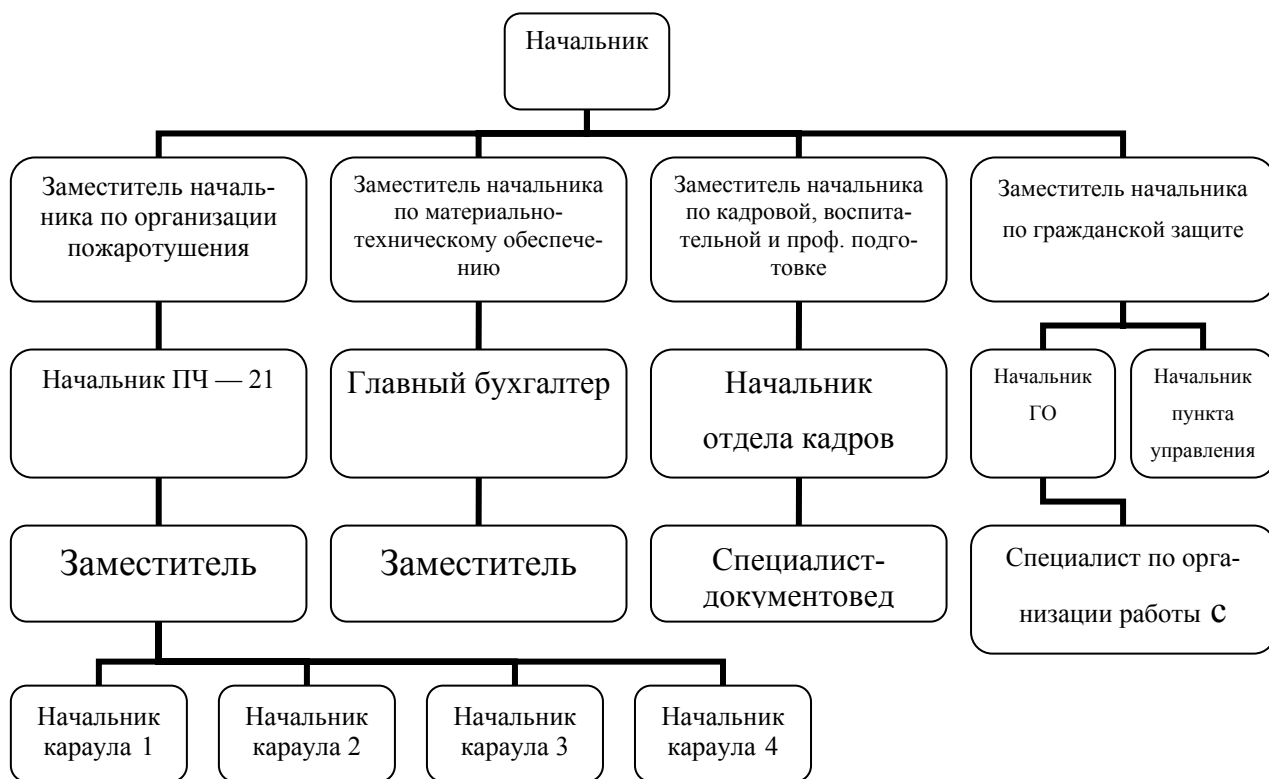 Начальник
Заместитель началь-
ника по организации
пожаротушения
Заместитель начальника
по материально-
техническому обеспече-
нию
Заместитель начальника
по кадровой, воспита-
тельной и проф. подго-
товке
Заместитель начальника
по гражданской защите
Начальник ПЧ — 21
Главный бухгалтер
Начальник
отдела кадров
Начальник
ГО
Начальник
пункта
управления
Заместитель
Заместитель
Специалист-
документовед
Специалист по орга-
низации работы с
Начальник
караула 1
Начальник
караула 2
Начальник
караула 3
Начальник
караула 4